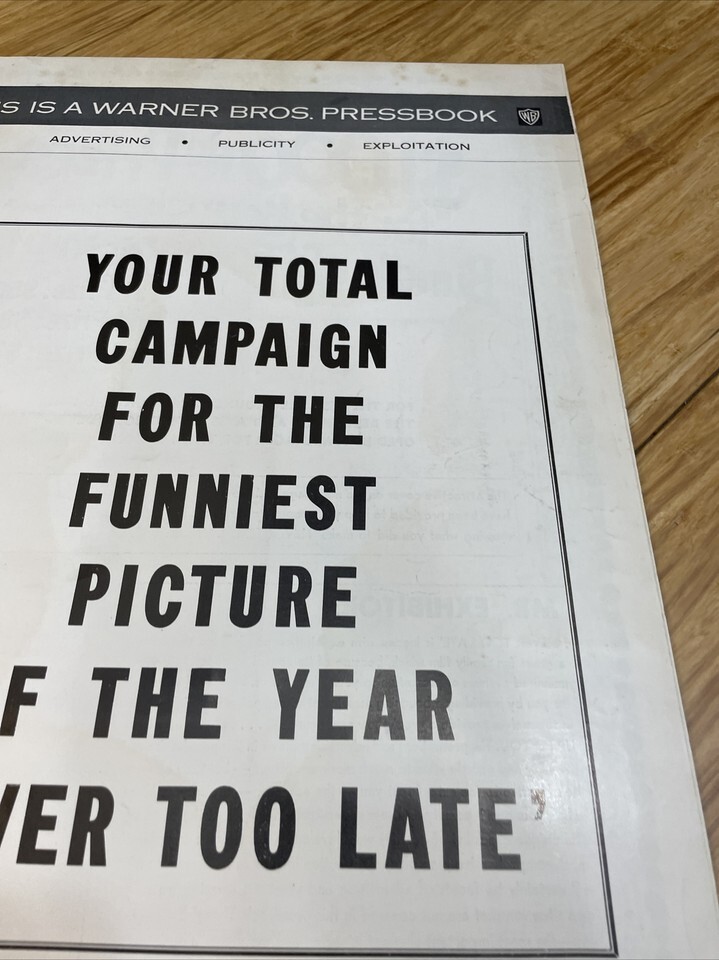 S IS A WARNER BROS. PRESSBOOK WB
ADVERTISING • PUBLICITY • EXPLOITATION
YOUR TOTAL
CAMPAIGN
FOR THE
FUNNIEST
PICTURE
F THE YEAR
VER TOO LATE'